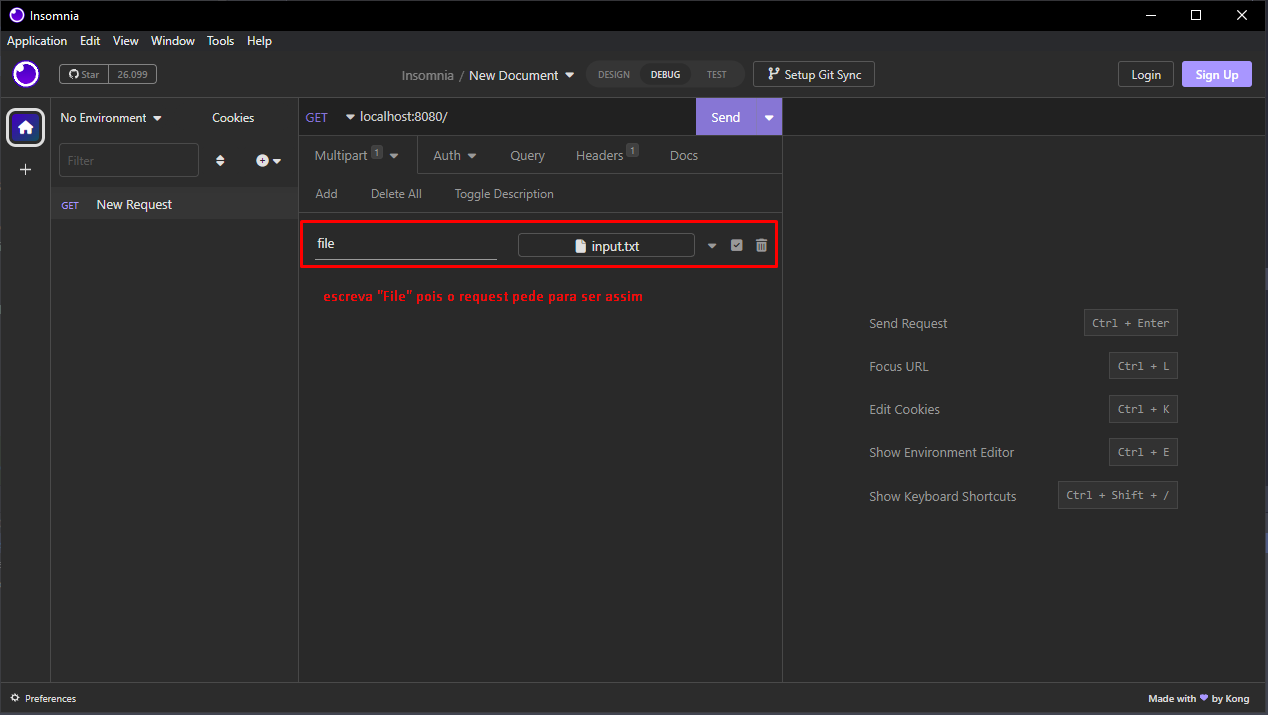 Insomnia
Application Edit View Window Tools Help
Star 26.099
Insomnia / New Document
DESIGN DEBUG TEST
Setup Git Sync
Login Sign Up
No Environment Cookies
GET localhost:8080/ Send
Multipart 1 Auth Query Headers 1 Docs
Filter
Add Delete All Toggle Description
GET New Request
file input.txt
escreva "File" pois o request pede para ser assim
Send Request Ctrl + Enter
Focus URL Ctrl + L
Edit Cookies Ctrl + K
Show Environment Editor Ctrl + E
Show Keyboard Shortcuts Ctrl + Shift + /
Preferences
Made with by Kong